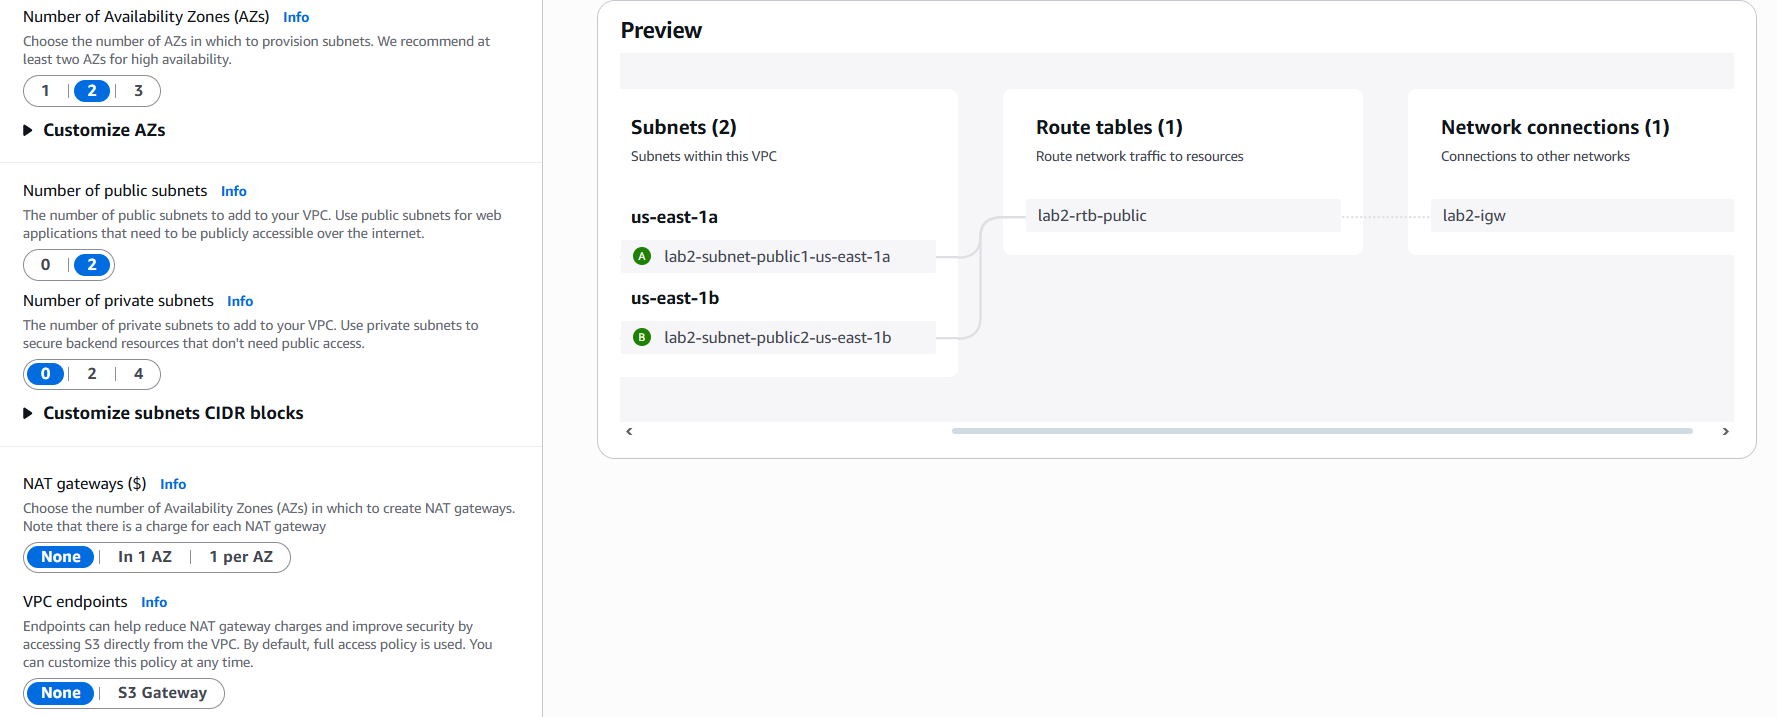 Number of Availability Zones (AZs) Info
Choose the number of AZs in which to provision subnets. We recommend at
least two AZs for high availability.
1 | 2 | 3
Customize AZs
Number of public subnets Info
The number of public subnets to add to your VPC. Use public subnets for web
applications that need to be publicly accessible over the internet.
0 | 2
Number of private subnets Info
The number of private subnets to add to your VPC. Use private subnets to
secure backend resources that don't need public access.
0 | 2 | 4
Customize subnets CIDR blocks
NAT gateways ($) Info
Choose the number of Availability Zones (AZs) in which to create NAT gateways.
Note that there is a charge for each NAT gateway
None | In 1 AZ | 1 per AZ
VPC endpoints Info
Endpoints can help reduce NAT gateway charges and improve security by
accessing S3 directly from the VPC. By default, full access policy is used. You
can customize this policy at any time.
None | S3 Gateway
Preview
Subnets (2)
Subnets within this VPC
us-east-1a
A lab2-subnet-public1-us-east-1a
us-east-1b
B lab2-subnet-public2-us-east-1b
Route tables (1)
Route network traffic to resources
lab2-rtb-public
Network connections (1)
Connections to other networks
lab2-igw